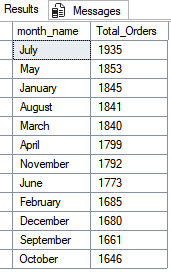 Results Messages
month_name Total_Orders
July 1935
May 1853
January 1845
August 1841
March 1840
April 1799
November 1792
June 1773
February 1685
December 1680
September 1661
October 1646